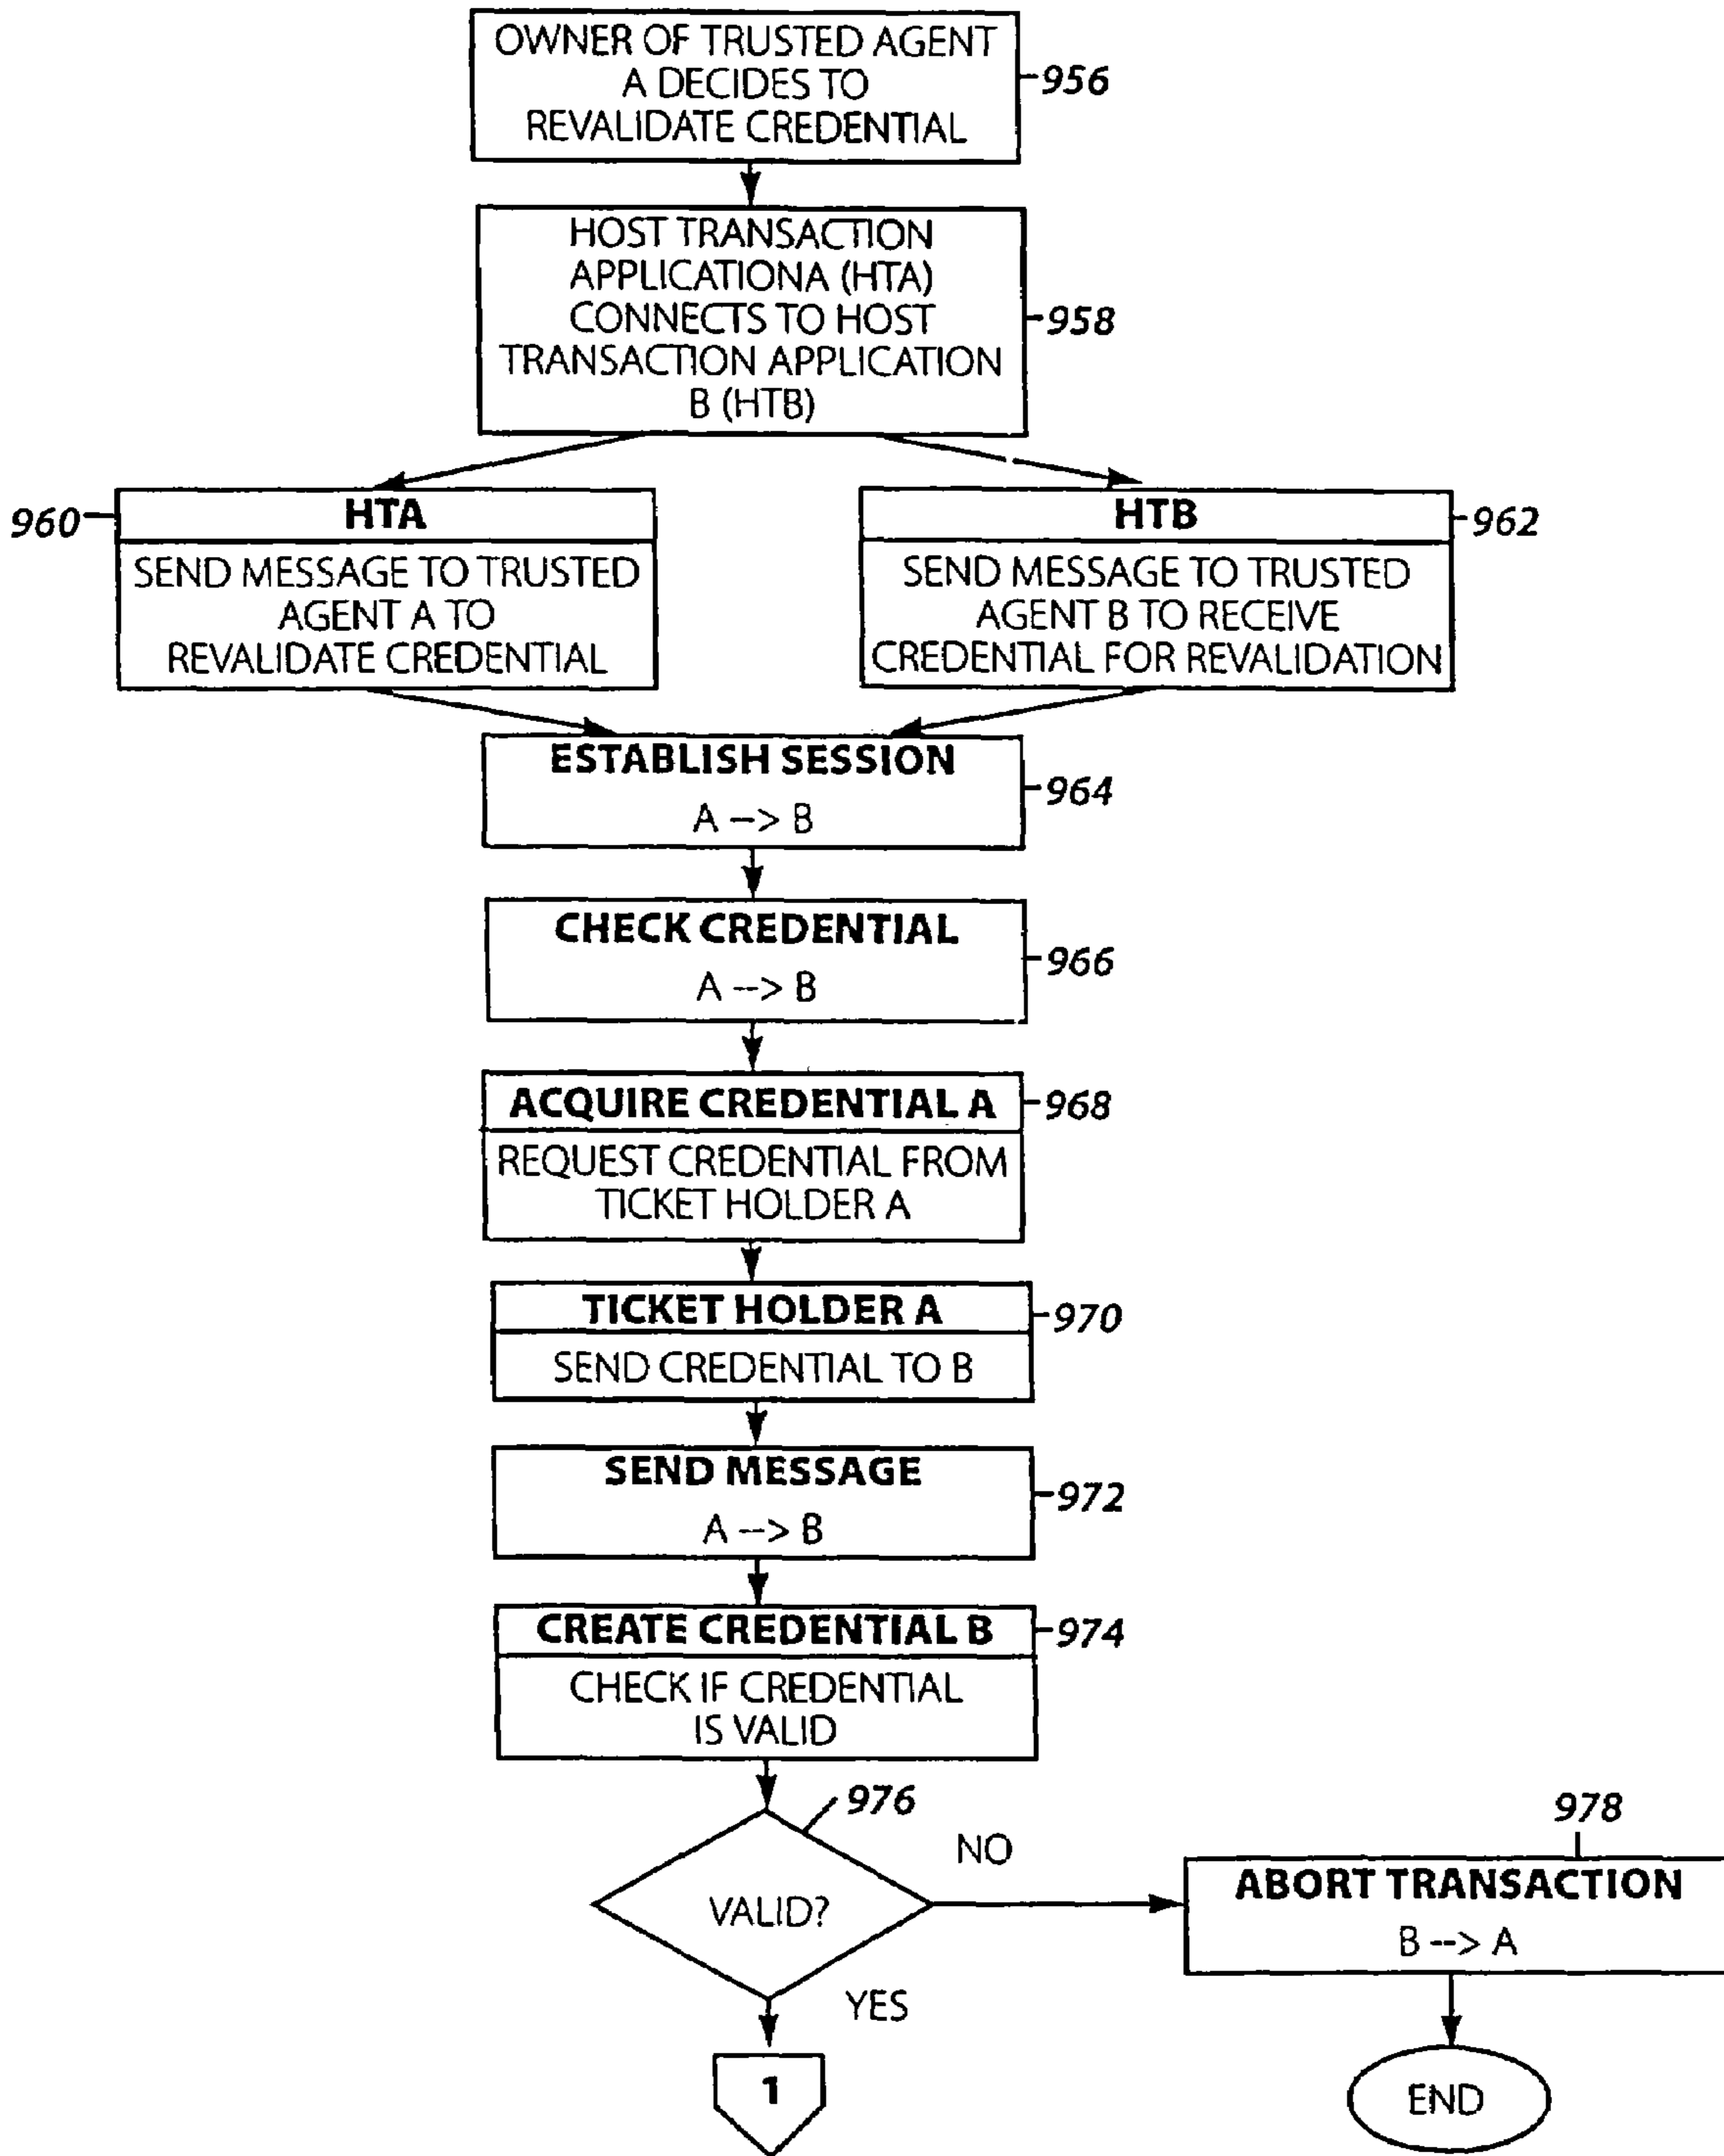 OWNER OF TRUSTED AGENT
A DECIDES TO
REVALIDATE CREDENTIAL
956
HOST TRANSACTION
APPLICATIONA (HTA)
CONNECTS TO HOST
TRANSACTION APPLICATION
B (HTB)
958
960
HTA
SEND MESSAGE TO TRUSTED
AGENT A TO
REVALIDATE CREDENTIAL
HTB
962
SEND MESSAGE TO TRUSTED
AGENT B TO RECEIVE
CREDENTIAL FOR REVALIDATION
ESTABLISH SESSION
A --> B
964
CHECK CREDENTIAL
A --> B
966
ACQUIRE CREDENTIAL A
968
REQUEST CREDENTIAL FROM
TICKET HOLDER A
TICKET HOLDER A
970
SEND CREDENTIAL TO B
SEND MESSAGE
A --> B
972
CREATE CREDENTIAL B
974
CHECK IF CREDENTIAL
IS VALID
976
VALID?
NO
978
ABORT TRANSACTION
B --> A
YES
1
END